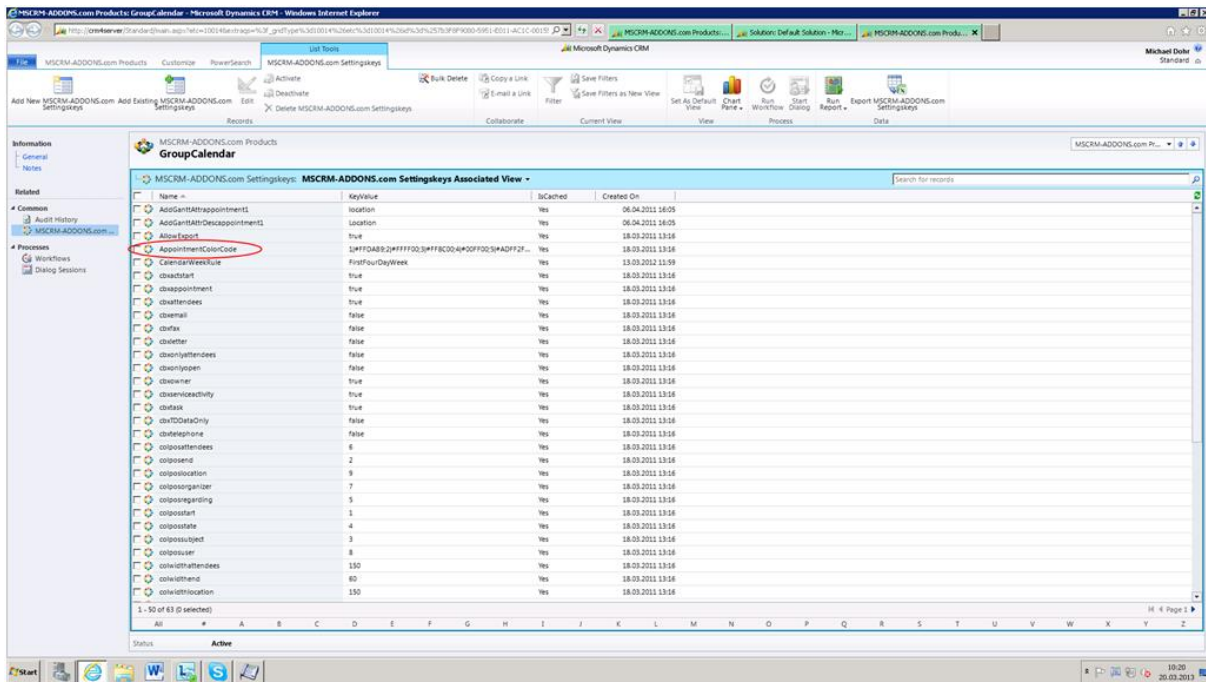 MSCRM-ADDONS.com Products: GroupCalendar - Microsoft Dynamics CRM - Windows Internet Explorer
MSCRM-ADDONS.com Products:...
Solution: Default Solution - Micr...
MSCRM-ADDONS.com Produ...
List Tools
Microsoft Dynamics CRM
Michael Dohr
Standard
File
MSCRM-ADDONS.com Products
Customize
PowerSearch
MSCRM-ADDONS.com Settingskeys
Add New MSCRM-ADDONS.com Settingskeys
Add Existing MSCRM-ADDONS.com Settingskeys
Edit
Activate
Deactivate
Delete MSCRM-ADDONS.com Settingskeys
Bulk Delete
Copy a Link
E-mail a Link
Filter
Save Filters
Save Filters as New View
Set As Default View
Chart Pane
Run Workflow
Start Dialog
Run Report
Export MSCRM-ADDONS.com Settingskeys
Records
Collaborate
Current View
View
Process
Data
Information
General
Notes
Related
Common
Audit History
MSCRM-ADDONS.com ...
Processes
Workflows
Dialog Sessions
MSCRM-ADDONS.com Products
GroupCalendar
MSCRM-ADDONS.com Pr...
MSCRM-ADDONS.com Settingskeys: MSCRM-ADDONS.com Settingskeys Associated View
Search for records
Name KeyValue IsCached Created On
AddGanttAttrappointment1 location Yes 06.04.2011 16:05
AddGanttAttrDescappointment1 Location Yes 06.04.2011 16:05
AllowExport true Yes 18.03.2011 13:16
AppointmentColorCode 1|#FFDAB9;2|#FFFF00;3|#FF8C00;4|#00FF00;5|#ADFF2F... Yes 18.03.2011 13:16
CalendarWeekRule FirstFourDayWeek Yes 13.03.2012 11:59
cbxactstart true Yes 18.03.2011 13:16
cbxappointment true Yes 18.03.2011 13:16
cbxattendees true Yes 18.03.2011 13:16
cbxemail false Yes 18.03.2011 13:16
cbxfax false Yes 18.03.2011 13:16
cbxletter false Yes 18.03.2011 13:16
cbxonlyattendees false Yes 18.03.2011 13:16
cbxonlyopen false Yes 18.03.2011 13:16
cbxowner true Yes 18.03.2011 13:16
cbxserviceactivity true Yes 18.03.2011 13:16
cbxtask true Yes 18.03.2011 13:16
cbxTDDataOnly false Yes 18.03.2011 13:16
cbxtelephone false Yes 18.03.2011 13:16
colposattendees 6 Yes 18.03.2011 13:16
colposend 2 Yes 18.03.2011 13:16
colposlocation 9 Yes 18.03.2011 13:16
colposorganizer 7 Yes 18.03.2011 13:16
colposregarding 5 Yes 18.03.2011 13:16
colposstart 1 Yes 18.03.2011 13:16
colposstate 4 Yes 18.03.2011 13:16
colpossubject 3 Yes 18.03.2011 13:16
colposuser 8 Yes 18.03.2011 13:16
colwidthattendees 150 Yes 18.03.2011 13:16
colwidthend 60 Yes 18.03.2011 13:16
colwidthlocation 150 Yes 18.03.2011 13:16
1 - 50 of 63 (0 selected)
Page 1
All # A B C D E F G H I J K L M N O P Q R S T U V W X Y Z
Status Active
Start
10:20
20.03.2013